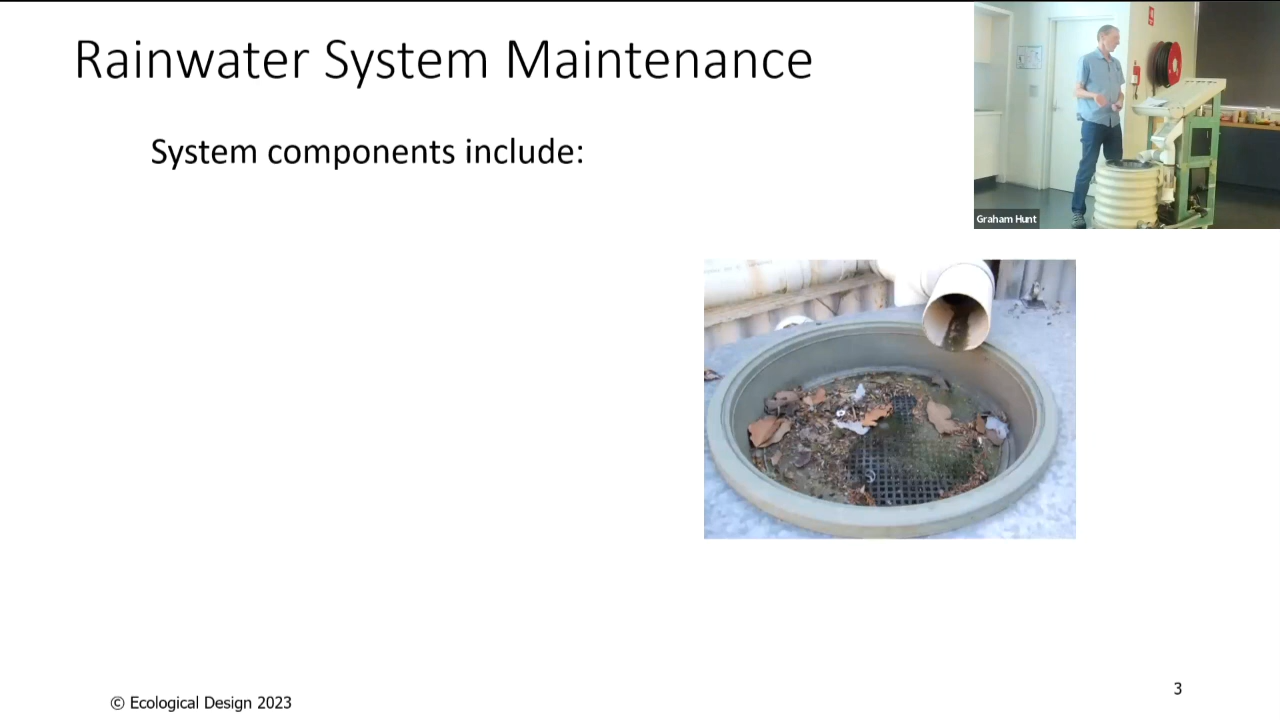 Rainwater System Maintenance
System components include:
Graham Hunt
© Ecological Design 2023
3